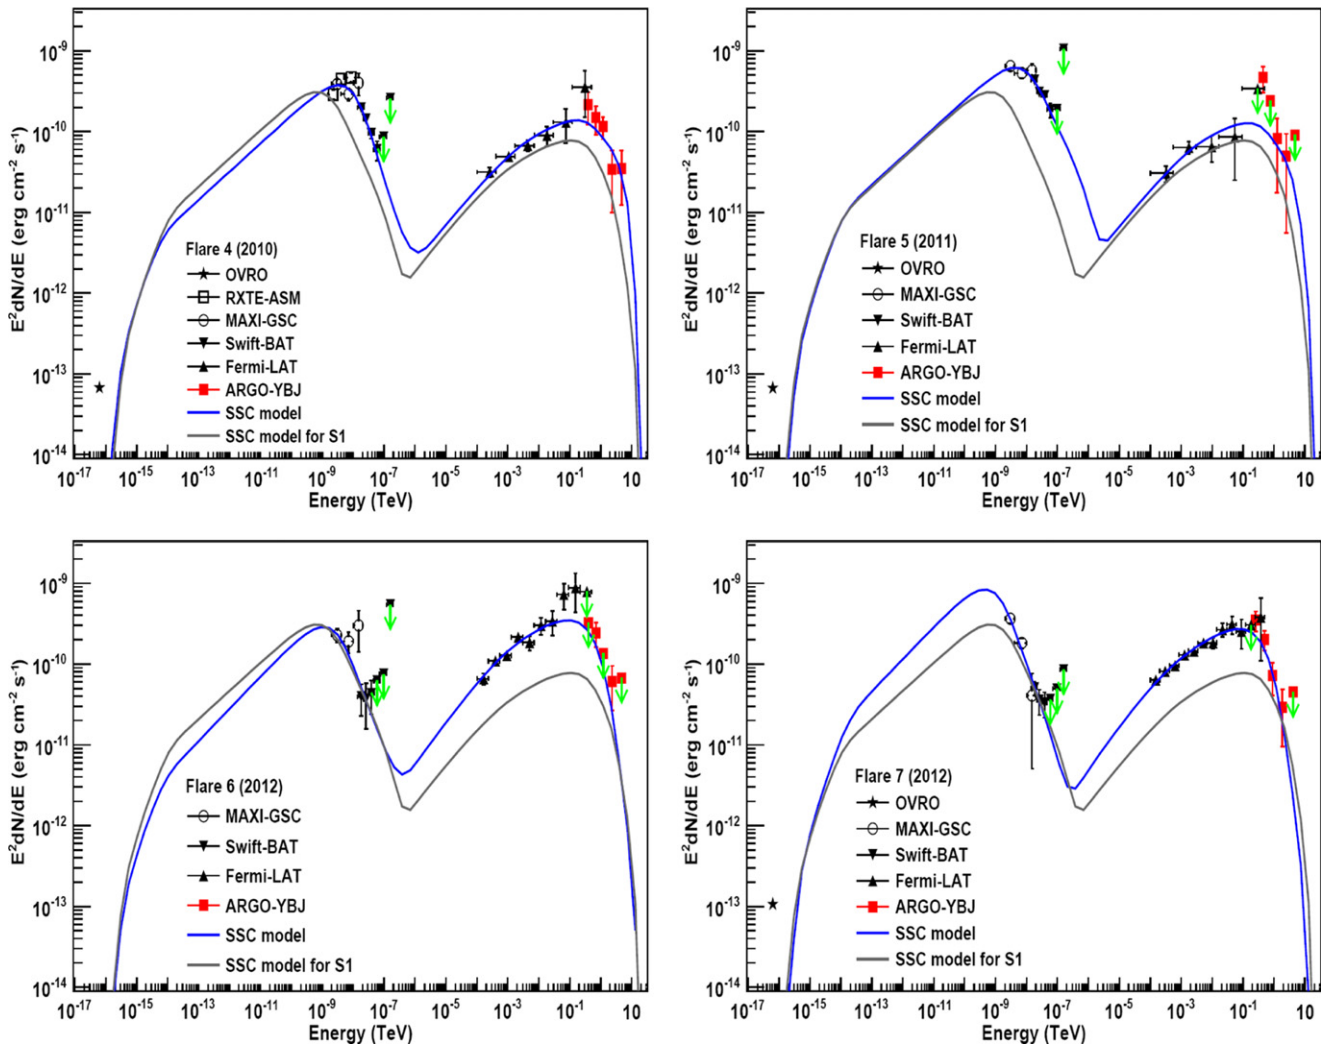 E²dN/dE (erg cm⁻² s⁻¹)
10⁻⁹
10⁻¹⁰
10⁻¹¹
10⁻¹²
10⁻¹³
10⁻¹⁴
Flare 4 (2010)
OVRO
RXTE-ASM
MAXI-GSC
Swift-BAT
Fermi-LAT
ARGO-YBJ
SSC model
SSC model for S1
10⁻¹⁷ 10⁻¹⁵ 10⁻¹³ 10⁻¹¹ 10⁻⁹ 10⁻⁷ 10⁻⁵ 10⁻³ 10⁻¹ 10
Energy (TeV)
E²dN/dE (erg cm⁻² s⁻¹)
10⁻⁹
10⁻¹⁰
10⁻¹¹
10⁻¹²
10⁻¹³
10⁻¹⁴
Flare 5 (2011)
OVRO
MAXI-GSC
Swift-BAT
Fermi-LAT
ARGO-YBJ
SSC model
SSC model for S1
10⁻¹⁷ 10⁻¹⁵ 10⁻¹³ 10⁻¹¹ 10⁻⁹ 10⁻⁷ 10⁻⁵ 10⁻³ 10⁻¹ 10
Energy (TeV)
E²dN/dE (erg cm⁻² s⁻¹)
10⁻⁹
10⁻¹⁰
10⁻¹¹
10⁻¹²
10⁻¹³
10⁻¹⁴
Flare 6 (2012)
MAXI-GSC
Swift-BAT
Fermi-LAT
ARGO-YBJ
SSC model
SSC model for S1
10⁻¹⁷ 10⁻¹⁵ 10⁻¹³ 10⁻¹¹ 10⁻⁹ 10⁻⁷ 10⁻⁵ 10⁻³ 10⁻¹ 10
Energy (TeV)
E²dN/dE (erg cm⁻² s⁻¹)
10⁻⁹
10⁻¹⁰
10⁻¹¹
10⁻¹²
10⁻¹³
10⁻¹⁴
Flare 7 (2012)
OVRO
MAXI-GSC
Swift-BAT
Fermi-LAT
ARGO-YBJ
SSC model
SSC model for S1
10⁻¹⁷ 10⁻¹⁵ 10⁻¹³ 10⁻¹¹ 10⁻⁹ 10⁻⁷ 10⁻⁵ 10⁻³ 10⁻¹ 10
Energy (TeV)